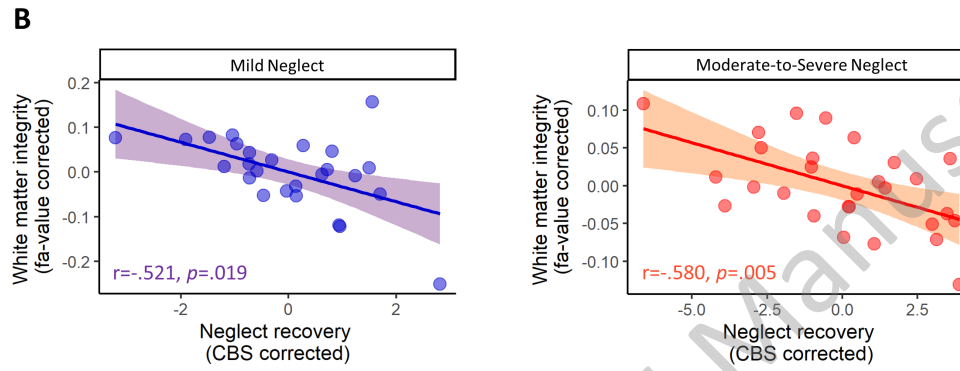 B
Mild Neglect
White matter integrity
(fa-value corrected)
0.2
0.1
0.0
-0.1
-0.2
r=-.521, p=.019
-2
0
2
Neglect recovery
(CBS corrected)
Moderate-to-Severe Neglect
White matter integrity
(fa-value corrected)
0.10
0.05
0.00
-0.05
-0.10
r=-.580, p=.005
-5.0
-2.5
0.0
2.5
Neglect recovery
(CBS corrected)
Manus